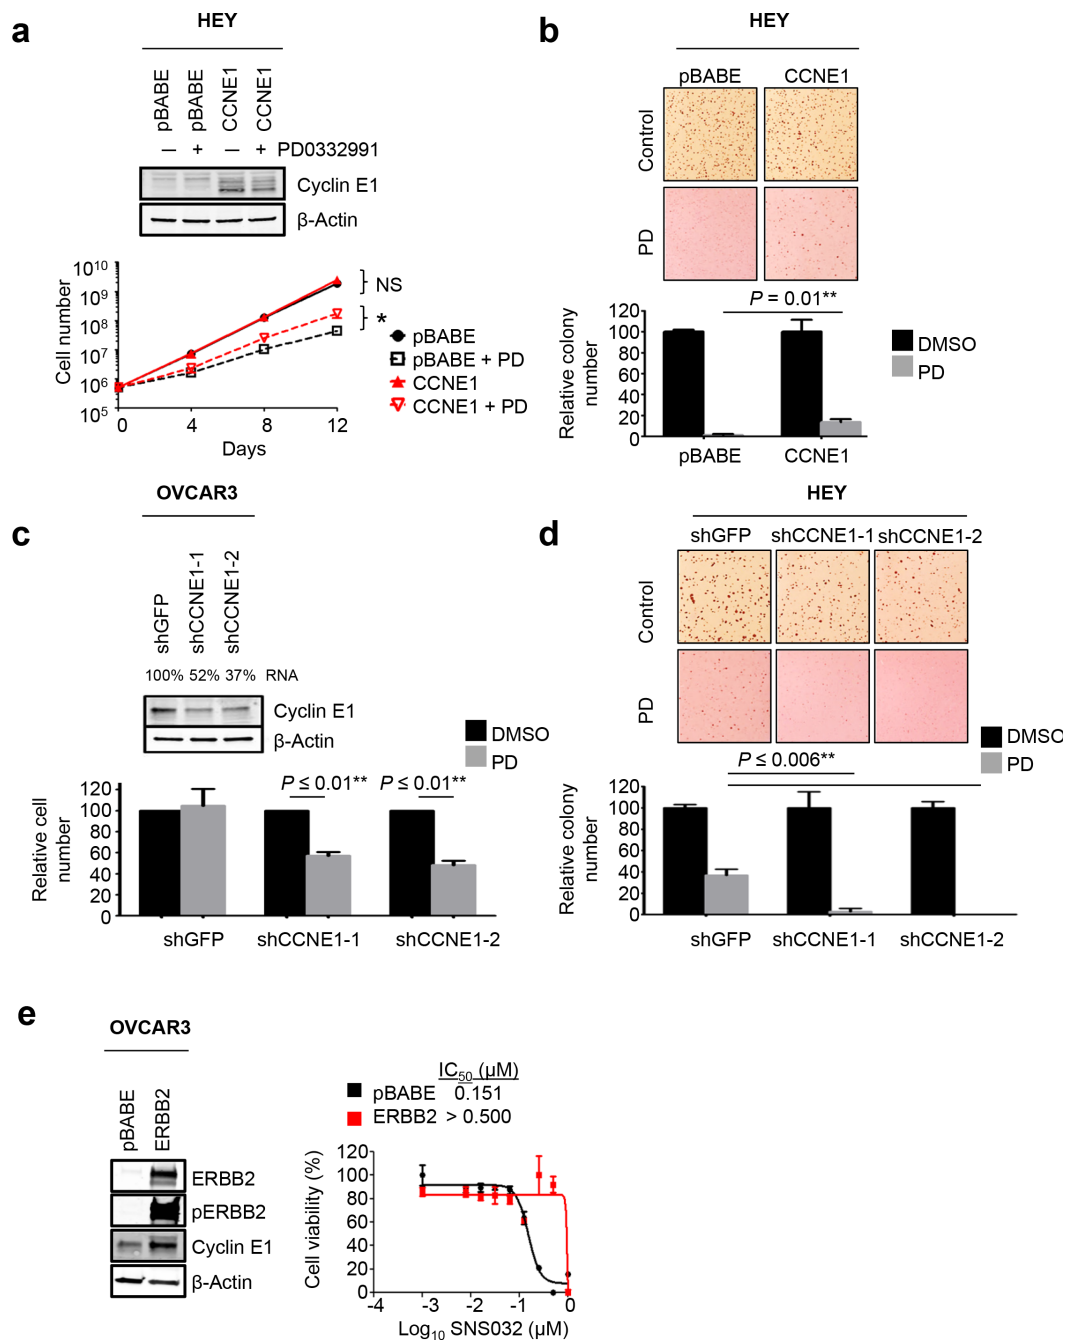 a
HEY
pBABE pBABE CCNE1 CCNE1
— + — + PD0332991
Cyclin E1
β-Actin
Cell number
10¹⁰
10⁹
10⁸
10⁷
10⁶
10⁵
0 4 8 12
Days
NS
*
pBABE
pBABE + PD
CCNE1
CCNE1 + PD
b
HEY
pBABE CCNE1
Control
PD
P = 0.01**
Relative colony
number
120
100
80
60
40
20
0
pBABE CCNE1
DMSO
PD
c
OVCAR3
shGFP shCCNE1-1 shCCNE1-2
100% 52% 37% RNA
Cyclin E1
β-Actin
DMSO
PD
P ≤ 0.01** P ≤ 0.01**
Relative cell
number
120
100
80
60
40
20
0
shGFP shCCNE1-1 shCCNE1-2
d
HEY
shGFP shCCNE1-1 shCCNE1-2
Control
PD
DMSO
PD
P ≤ 0.006**
Relative colony
number
120
100
80
60
40
20
0
shGFP shCCNE1-1 shCCNE1-2
e
OVCAR3
pBABE ERBB2
ERBB2
pERBB2
Cyclin E1
β-Actin
IC₅₀ (µM)
pBABE 0.151
ERBB2 > 0.500
Cell viability (%)
120
100
80
60
40
20
0
-4 -3 -2 -1 0
Log₁₀ SNS032 (µM)